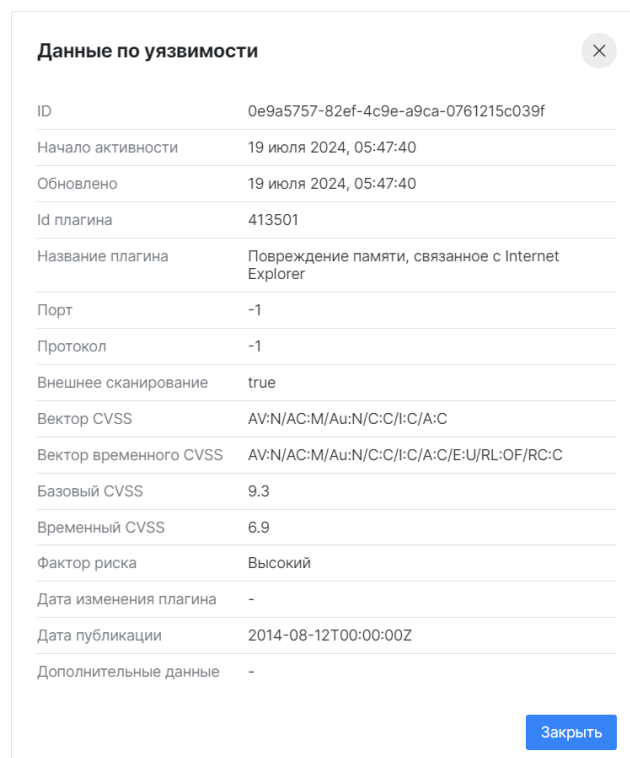 Данные по уязвимости
ID 0e9a5757-82ef-4c9e-a9ca-0761215c039f
Начало активности 19 июля 2024, 05:47:40
Обновлено 19 июля 2024, 05:47:40
Id плагина 413501
Название плагина Повреждение памяти, связанное с Internet
Explorer
Порт -1
Протокол -1
Внешнее сканирование true
Вектор CVSS AV:N/AC:M/Au:N/C:C/I:C/A:C
Вектор временного CVSS AV:N/AC:M/Au:N/C:C/I:C/A:C/E:U/RL:OF/RC:C
Базовый CVSS 9.3
Временный CVSS 6.9
Фактор риска Высокий
Дата изменения плагина -
Дата публикации 2014-08-12T00:00:00Z
Дополнительные данные -
Закрыть